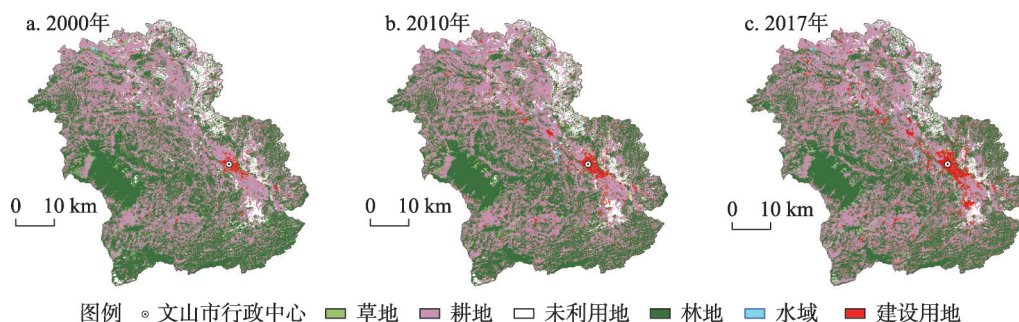 a. 2000年
b. 2010年
c. 2017年
0 10 km
0 10 km
0 10 km
图例 文山市行政中心 草地 耕地 未利用地 林地 水域 建设用地